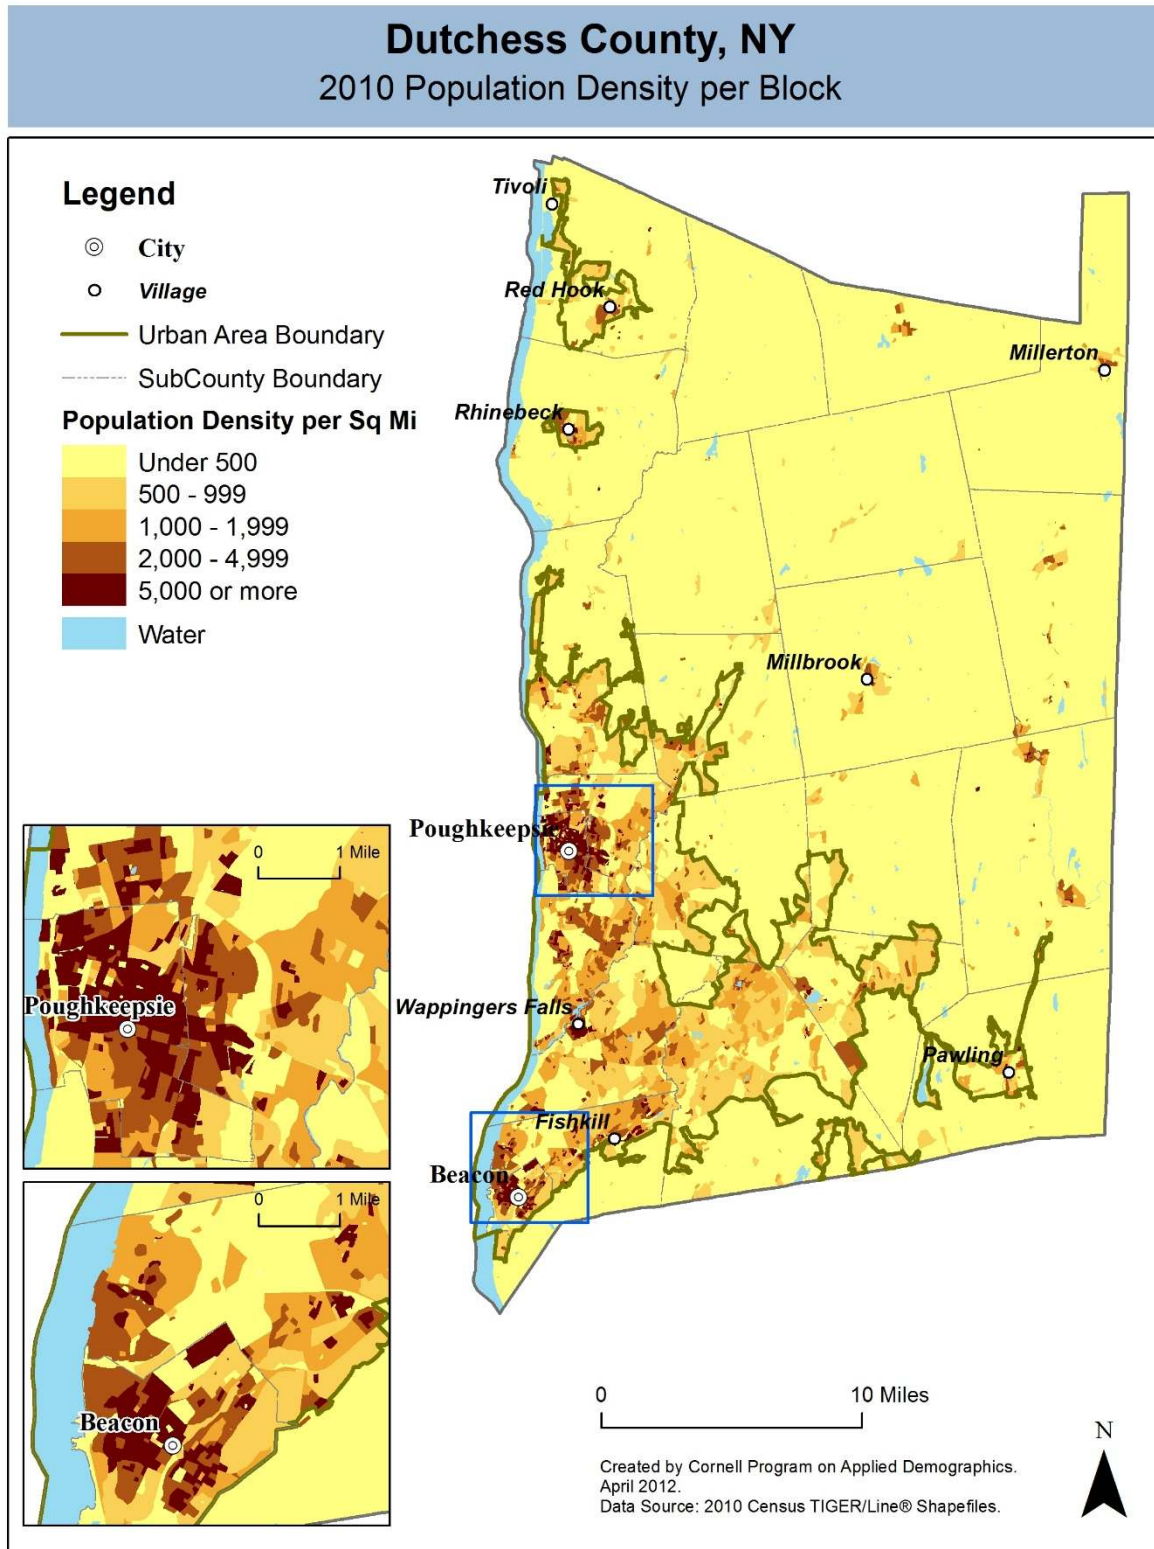 Dutchess County, NY
2010 Population Density per Block
Legend
City
Village
Urban Area Boundary
SubCounty Boundary
Population Density per Sq Mi
Under 500
500 - 999
1,000 - 1,999
2,000 - 4,999
5,000 or more
Water
Tivoli
Red Hook
Millerton
Rhinebeck
Millbrook
Poughkeepsie
Wappingers Falls
Pawling
Fishkill
Beacon
0 1 Mile
Poughkeepsie
0 1 Mile
Beacon
0 10 Miles
N
Created by Cornell Program on Applied Demographics.
April 2012.
Data Source: 2010 Census TIGER/Line® Shapefiles.